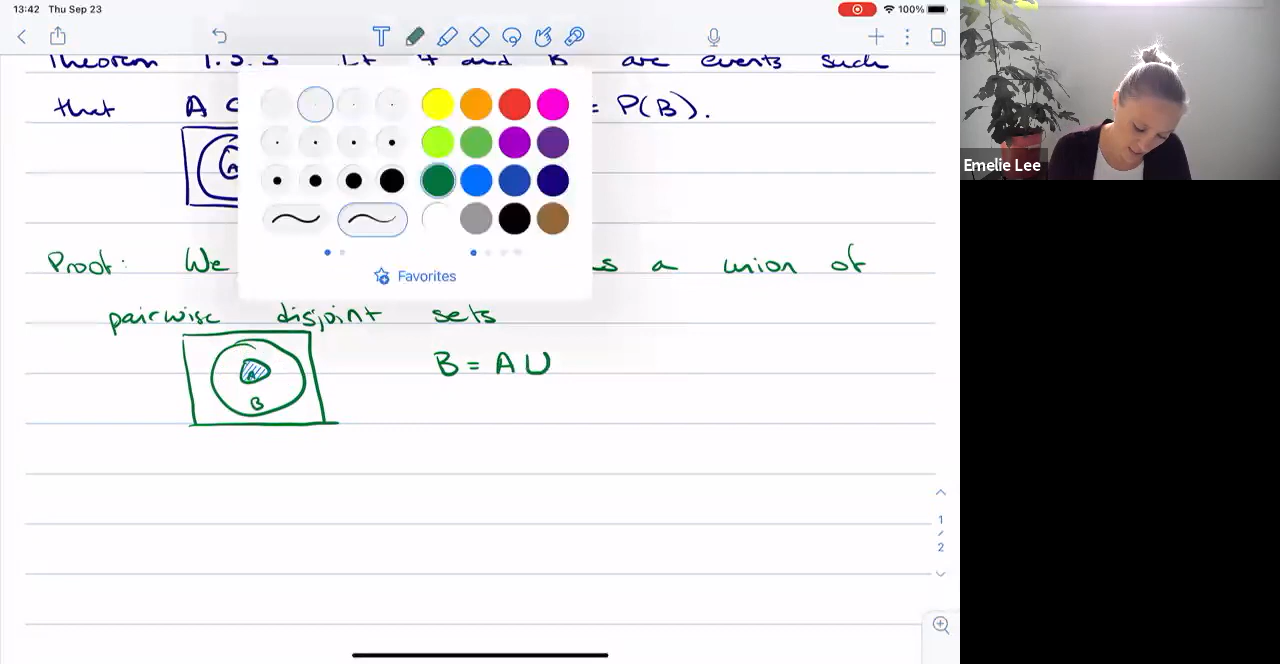 13:42 Thu Sep 23
100%
Theorem 1.3.3 and B are events such
that A = P(B).
Favorites
Proof: We s a union of
pairwise disjoint sets
B = A ∪
A
B
1
2
Emelie Lee